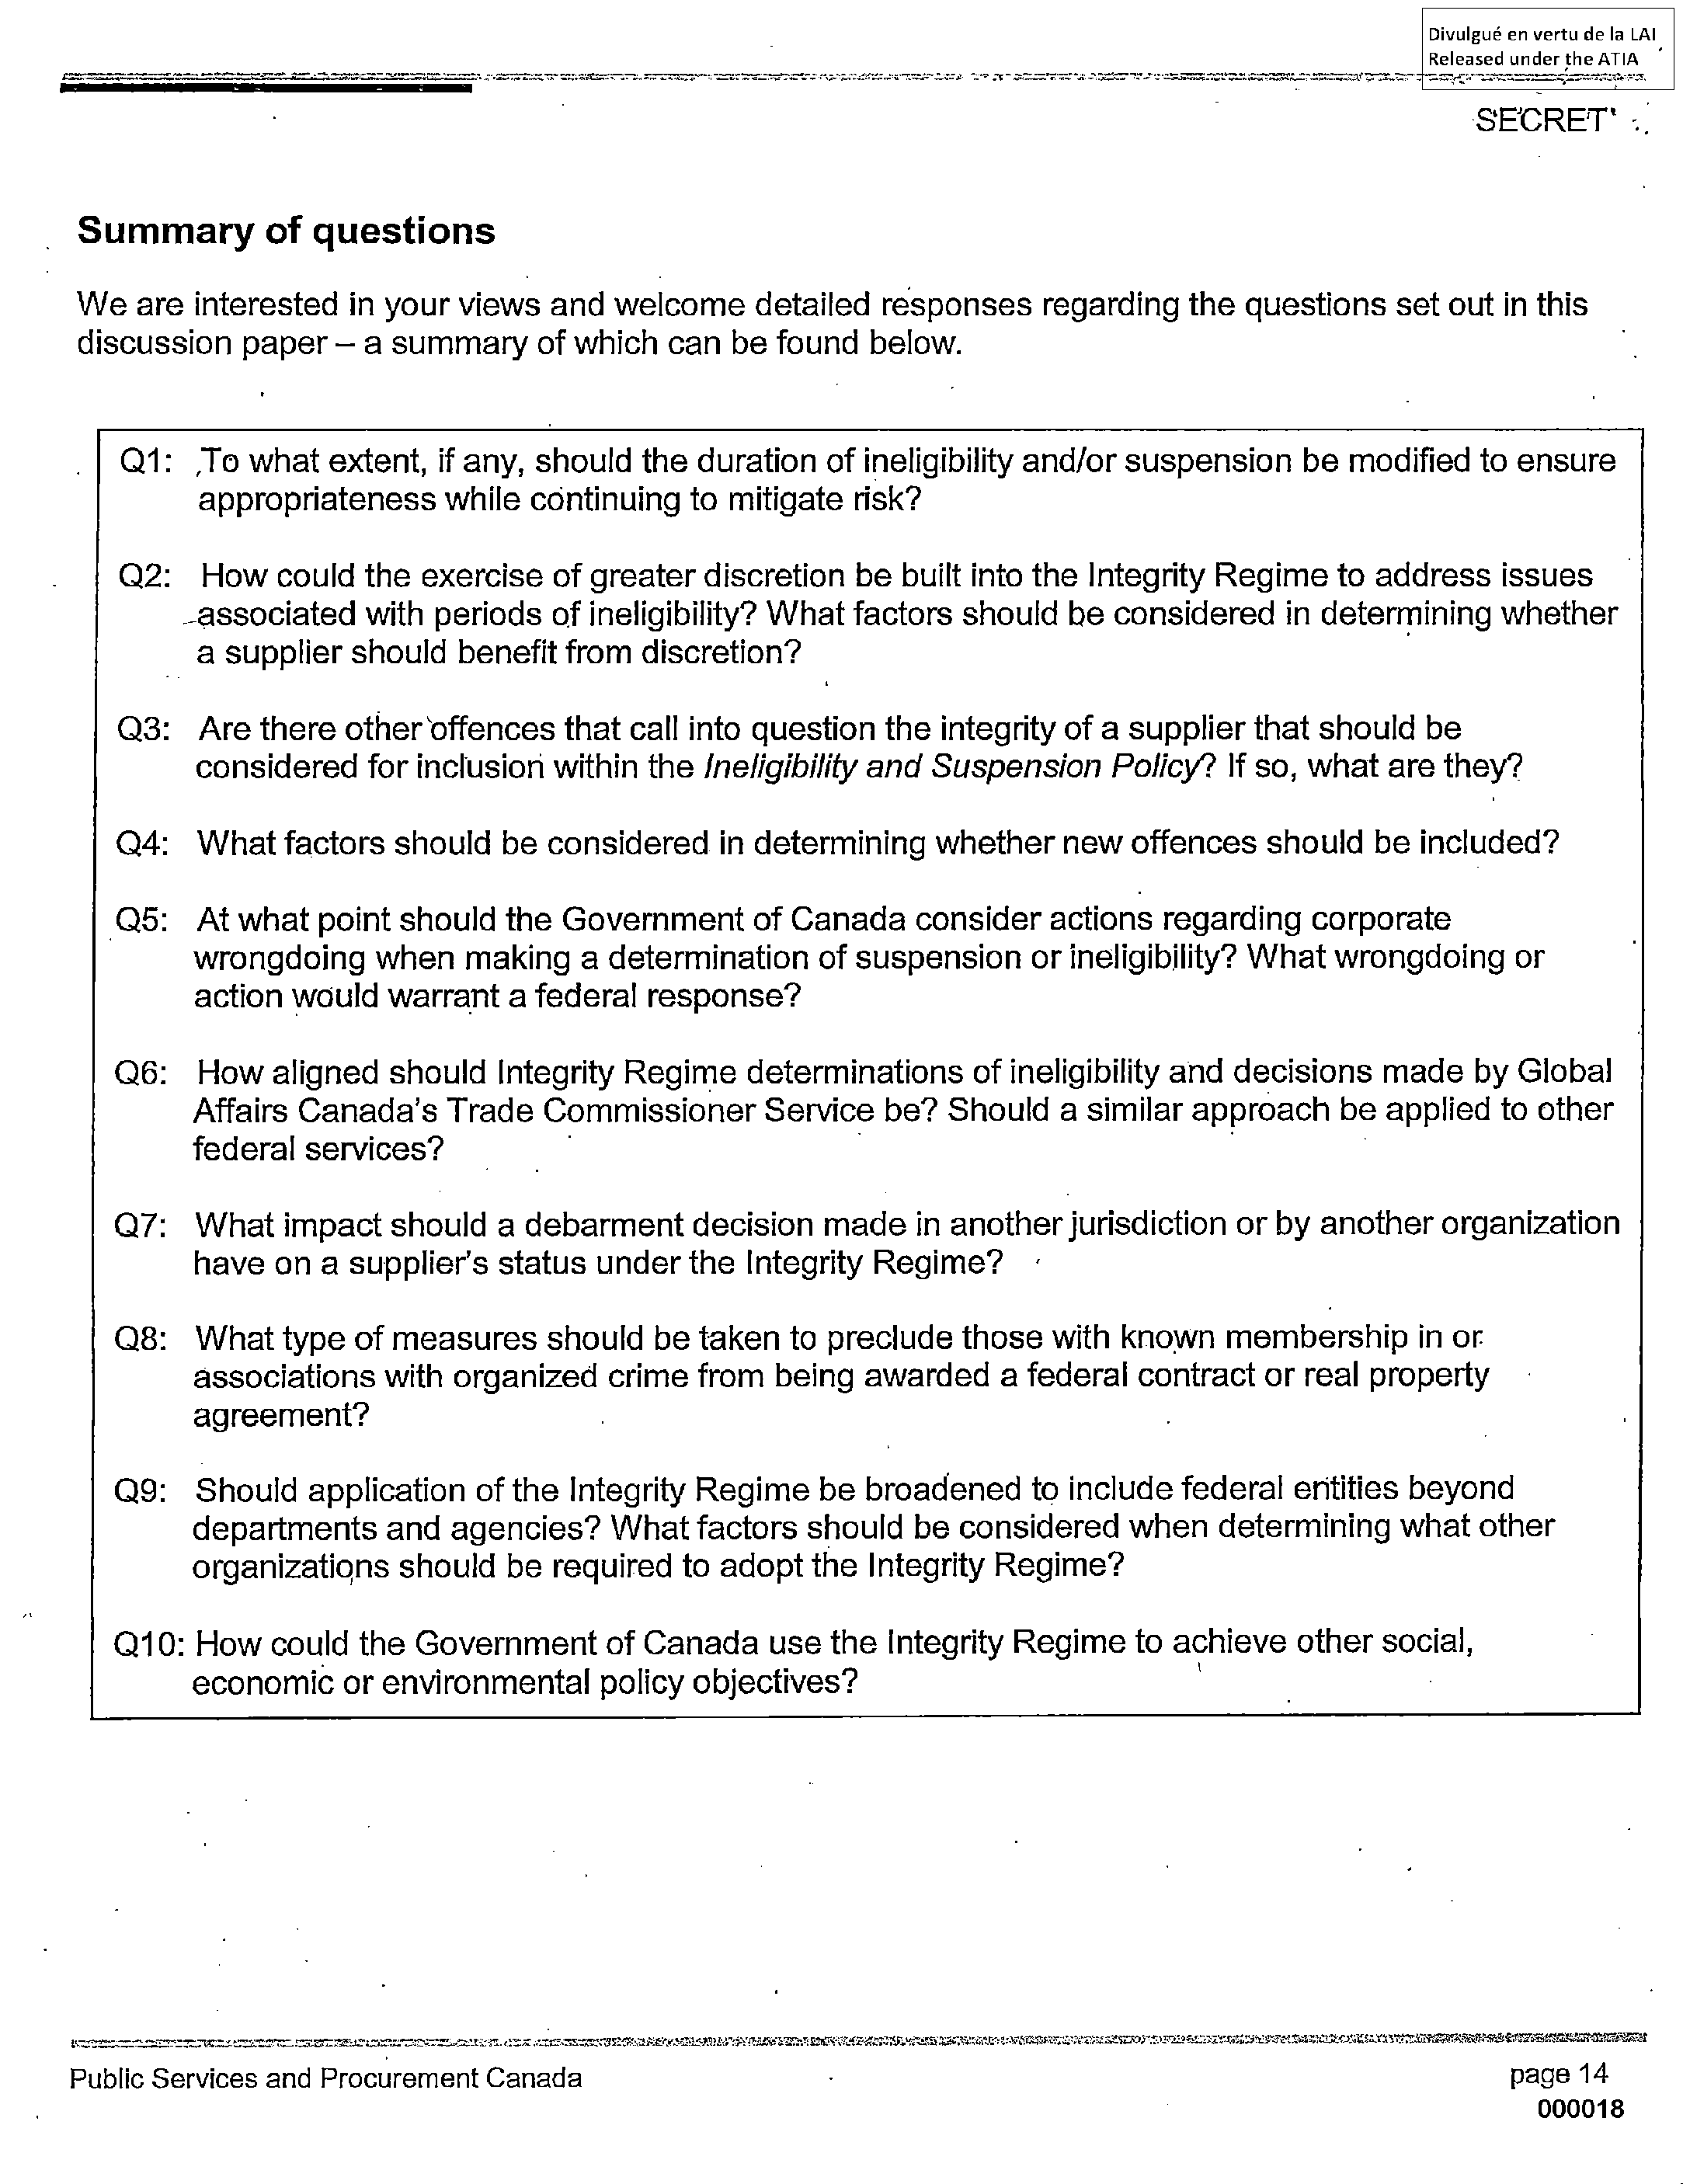 Divulgué en vertu de la LAI
Released under the ATIA
SECRET
Summary of questions
We are interested in your views and welcome detailed responses regarding the questions set out in this
discussion paper – a summary of which can be found below.
Q1: To what extent, if any, should the duration of ineligibility and/or suspension be modified to ensure
appropriateness while continuing to mitigate risk?
Q2: How could the exercise of greater discretion be built into the Integrity Regime to address issues
associated with periods of ineligibility? What factors should be considered in determining whether
a supplier should benefit from discretion?
Q3: Are there other offences that call into question the integrity of a supplier that should be
considered for inclusion within the Ineligibility and Suspension Policy? If so, what are they?
Q4: What factors should be considered in determining whether new offences should be included?
Q5: At what point should the Government of Canada consider actions regarding corporate
wrongdoing when making a determination of suspension or ineligibility? What wrongdoing or
action would warrant a federal response?
Q6: How aligned should Integrity Regime determinations of ineligibility and decisions made by Global
Affairs Canada's Trade Commissioner Service be? Should a similar approach be applied to other
federal services?
Q7: What impact should a debarment decision made in another jurisdiction or by another organization
have on a supplier's status under the Integrity Regime?
Q8: What type of measures should be taken to preclude those with known membership in or
associations with organized crime from being awarded a federal contract or real property
agreement?
Q9: Should application of the Integrity Regime be broadened to include federal entities beyond
departments and agencies? What factors should be considered when determining what other
organizations should be required to adopt the Integrity Regime?
Q10: How could the Government of Canada use the Integrity Regime to achieve other social,
economic or environmental policy objectives?
Public Services and Procurement Canada
page 14
000018